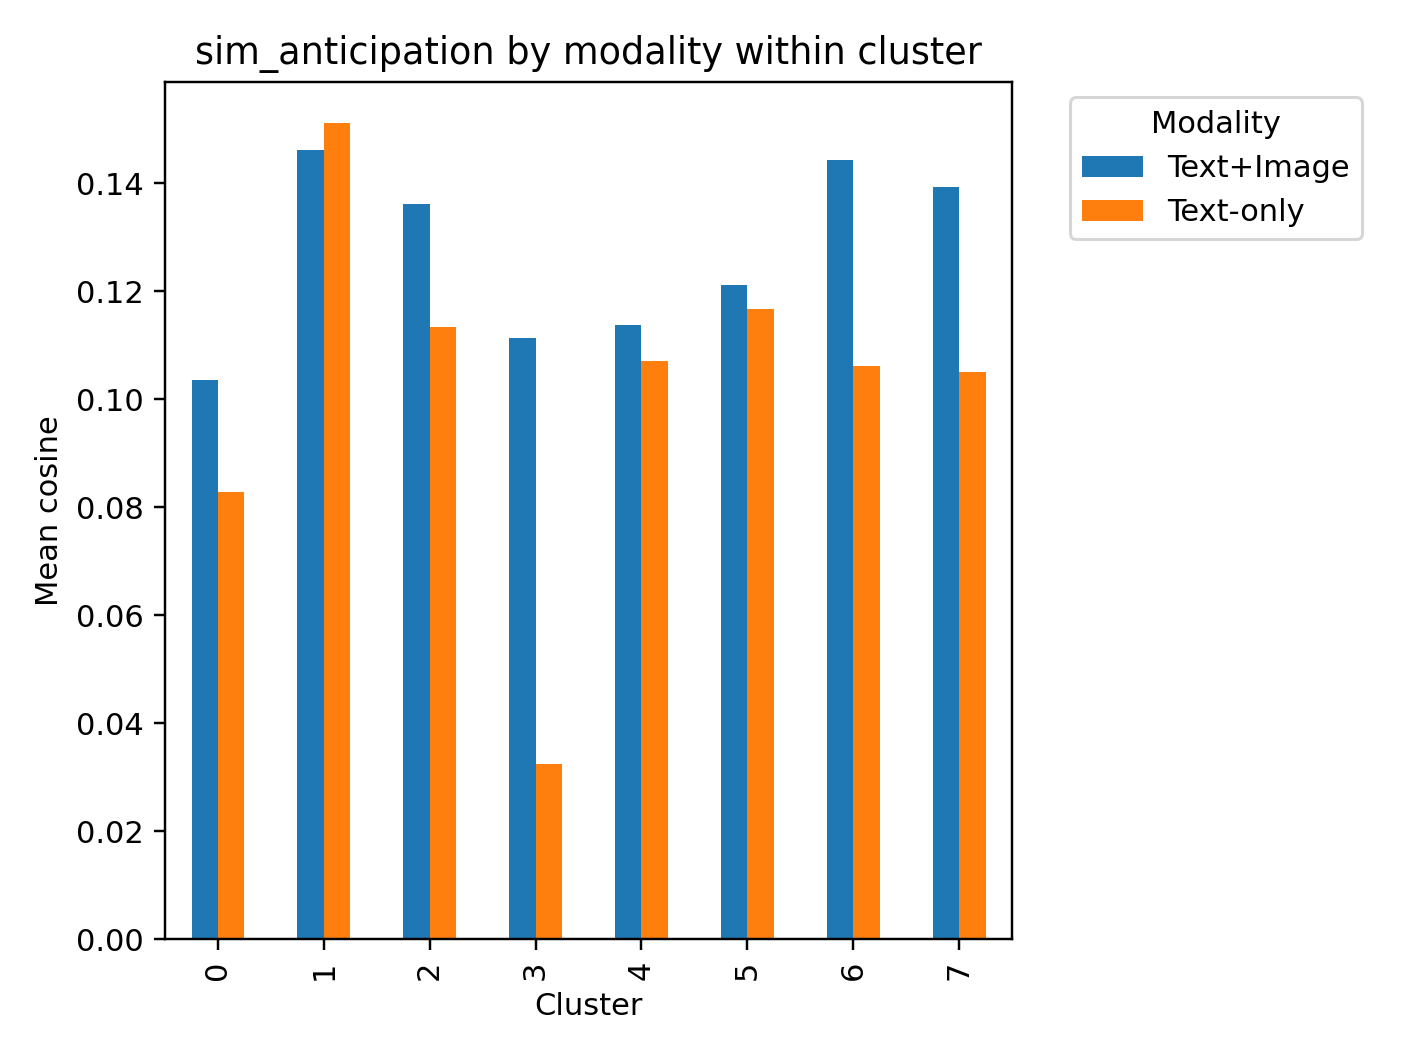 sim_anticipation by modality within cluster
Modality
Text+Image
Text-only
0.14
0.12
0.10
0.08
0.06
0.04
0.02
0.00
Mean cosine
0
1
2
3
4
5
6
7
Cluster